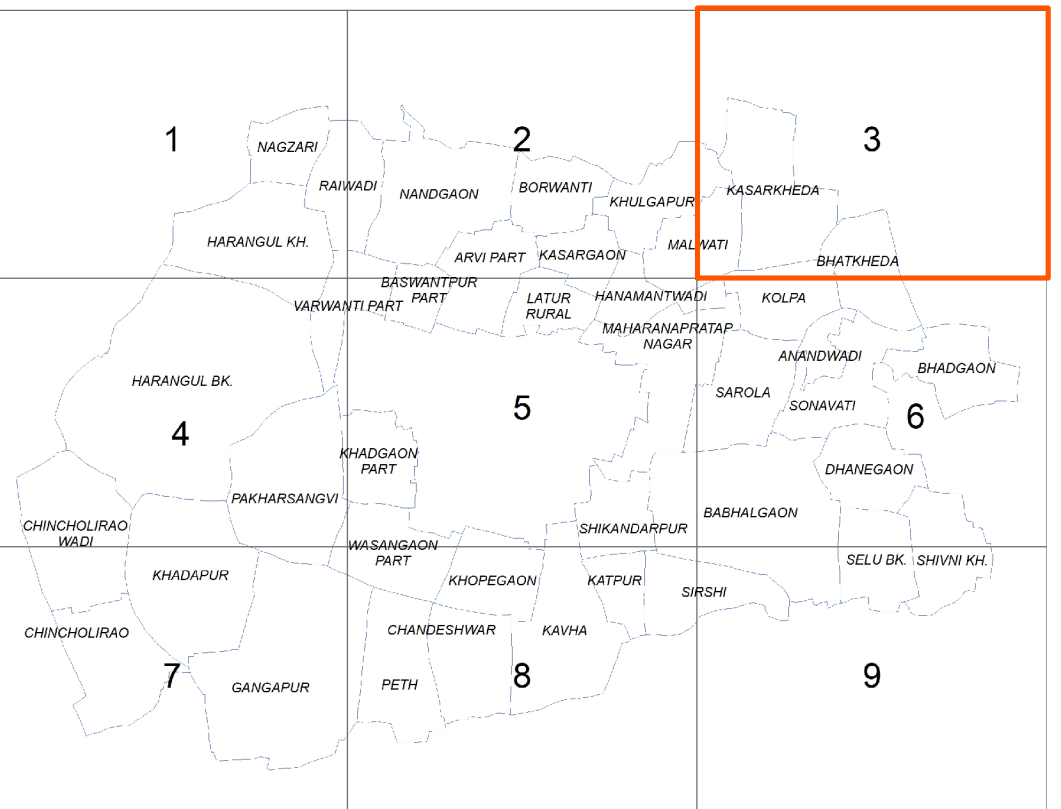 1
2
3
NAGZARI
RAIWADI
NANDGAON
BORWANTI
KHULGAPUR
KASARKHEDA
HARANGUL KH.
ARVI PART
KASARGAON
MALWATI
BHATKHEDA
BASWANTPUR
PART
VARWANTI PART
LATUR
RURAL
HANAMANTWADI
KOLPA
MAHARANAPRATAP
NAGAR
ANANDWADI
BHADGAON
HARANGUL BK.
SAROLA
SONAVATI
4
5
6
KHADGAON
PART
DHANEGAON
PAKHARSANGVI
CHINCHOLIRAO
WADI
SHIKANDARPUR
BABHALGAON
WASANGAON
PART
KHADAPUR
KHOPEGAON
KATPUR
SIRSHI
SELU BK.
SHIVNI KH.
CHINCHOLIRAO
CHANDESHWAR
KAVHA
7
8
9
GANGAPUR
PETH